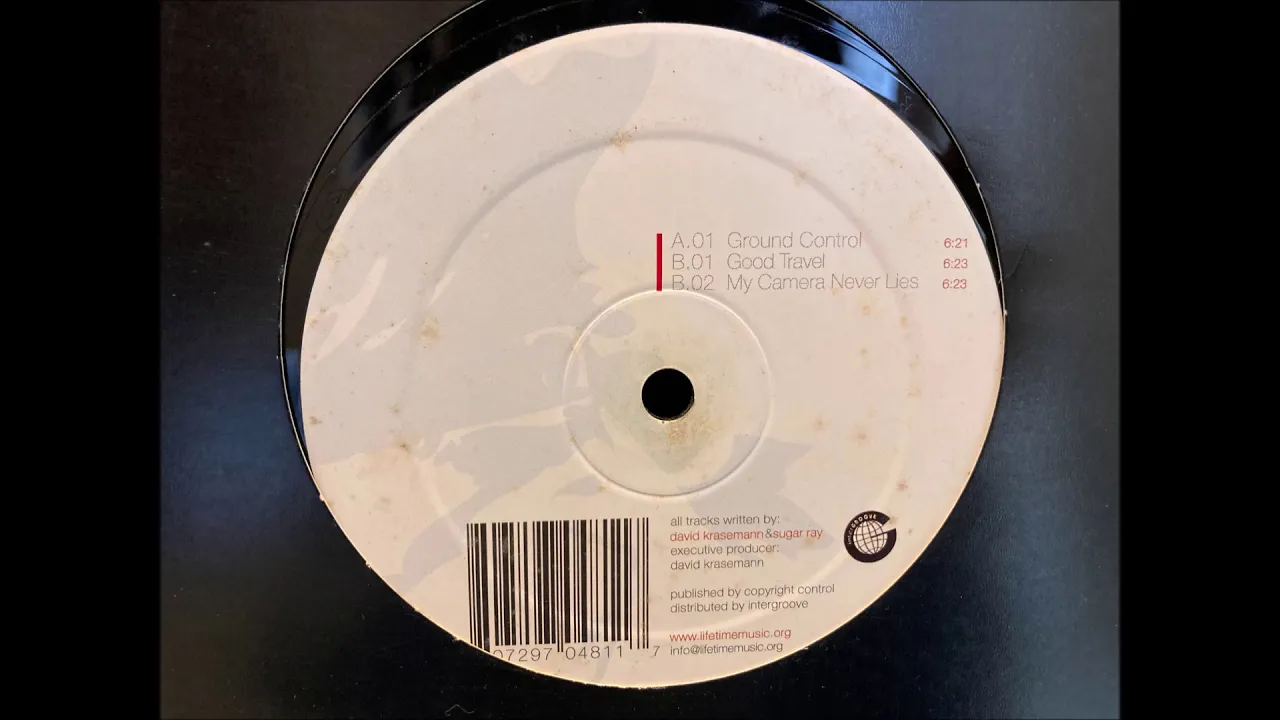 A.01 Ground Control 6:21
B.01 Good Travel 6:23
B.02 My Camera Never Lies 6:23
all tracks written by:
david krasemann&sugar ray
executive producer:
david krasemann
published by copyright control
distributed by intergroove
www.lifetimemusic.org
info@lifetimemusic.org
07297 04811 7
GROOVE